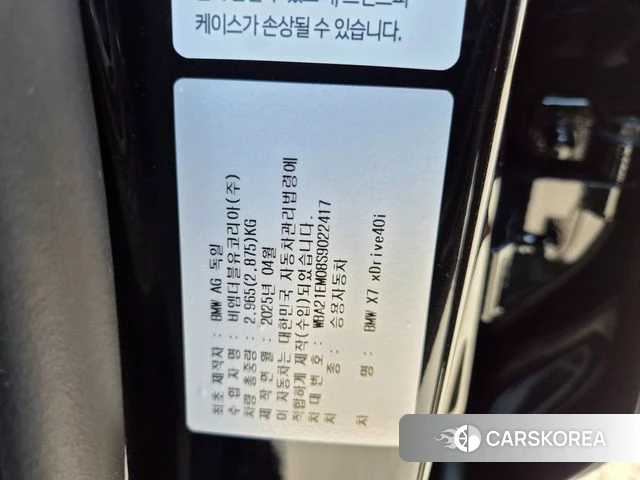 케이스가 손상될 수 있습니다.
최초 제작자 : BMW AG 독일
수 입 자 명 : 비엠더블유코리아(주)
차량 총중량 : 2,965(2,875)KG
제 작 연 월 : 2025년 04월
이 자동차는 대한민국 자동차관리법령에
적합하게 제작(수입)되었습니다.
차 대 번 호 : WBA21EM08S9022417
차 종 : 승용자동차
차 명 : BMW X7 xDrive40i
CARSKOREA